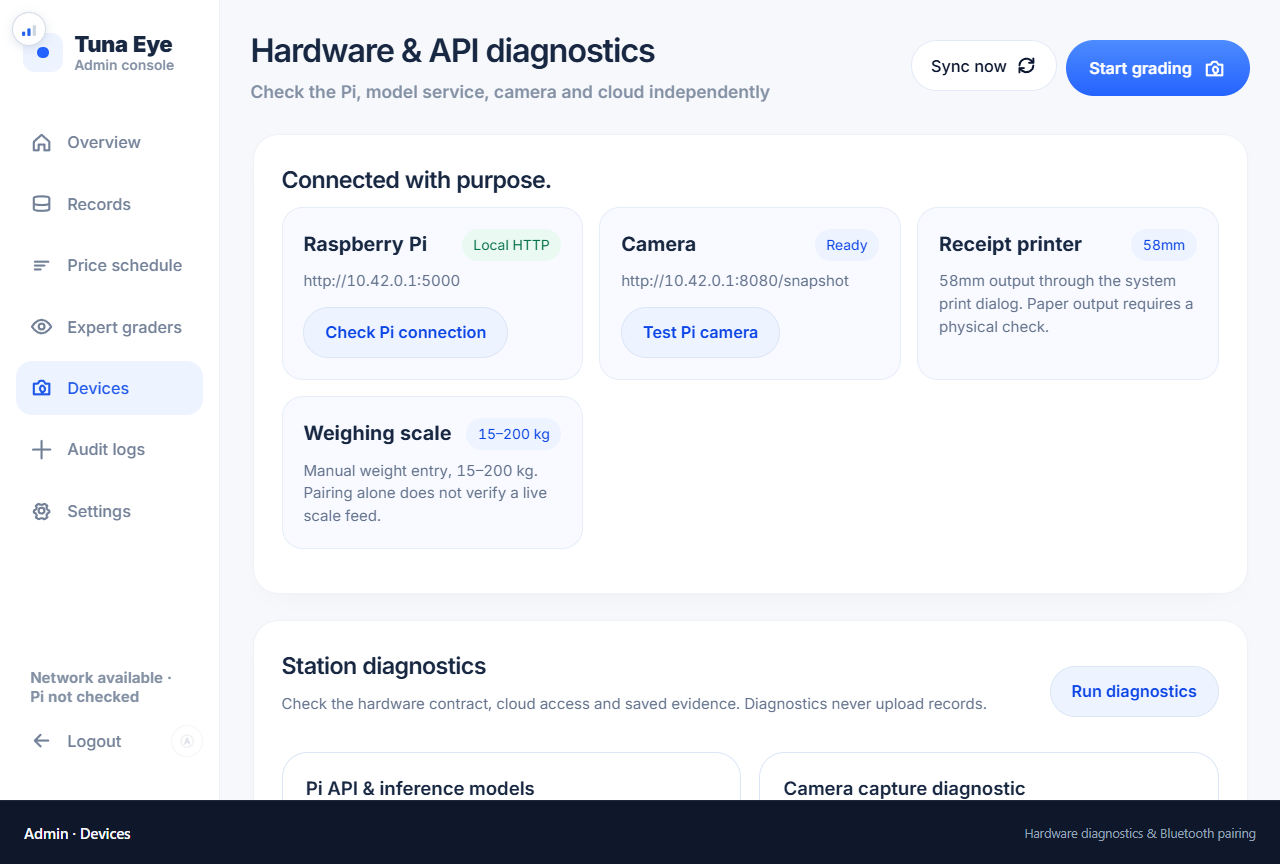 Tuna Eye
Admin console
Overview
Records
Price schedule
Expert graders
Devices
Audit logs
Settings
Network available ·
Pi not checked
Logout
A
Hardware & API diagnostics
Check the Pi, model service, camera and cloud independently
Sync now
Start grading
Connected with purpose.
Raspberry Pi
Local HTTP
http://10.42.0.1:5000
Check Pi connection
Camera
Ready
http://10.42.0.1:8080/snapshot
Test Pi camera
Receipt printer
58mm
58mm output through the system
print dialog. Paper output requires a
physical check.
Weighing scale
15–200 kg
Manual weight entry, 15–200 kg.
Pairing alone does not verify a live
scale feed.
Station diagnostics
Check the hardware contract, cloud access and saved evidence. Diagnostics never upload records.
Run diagnostics
Pi API & inference models
Camera capture diagnostic
Admin · Devices
Hardware diagnostics & Bluetooth pairing